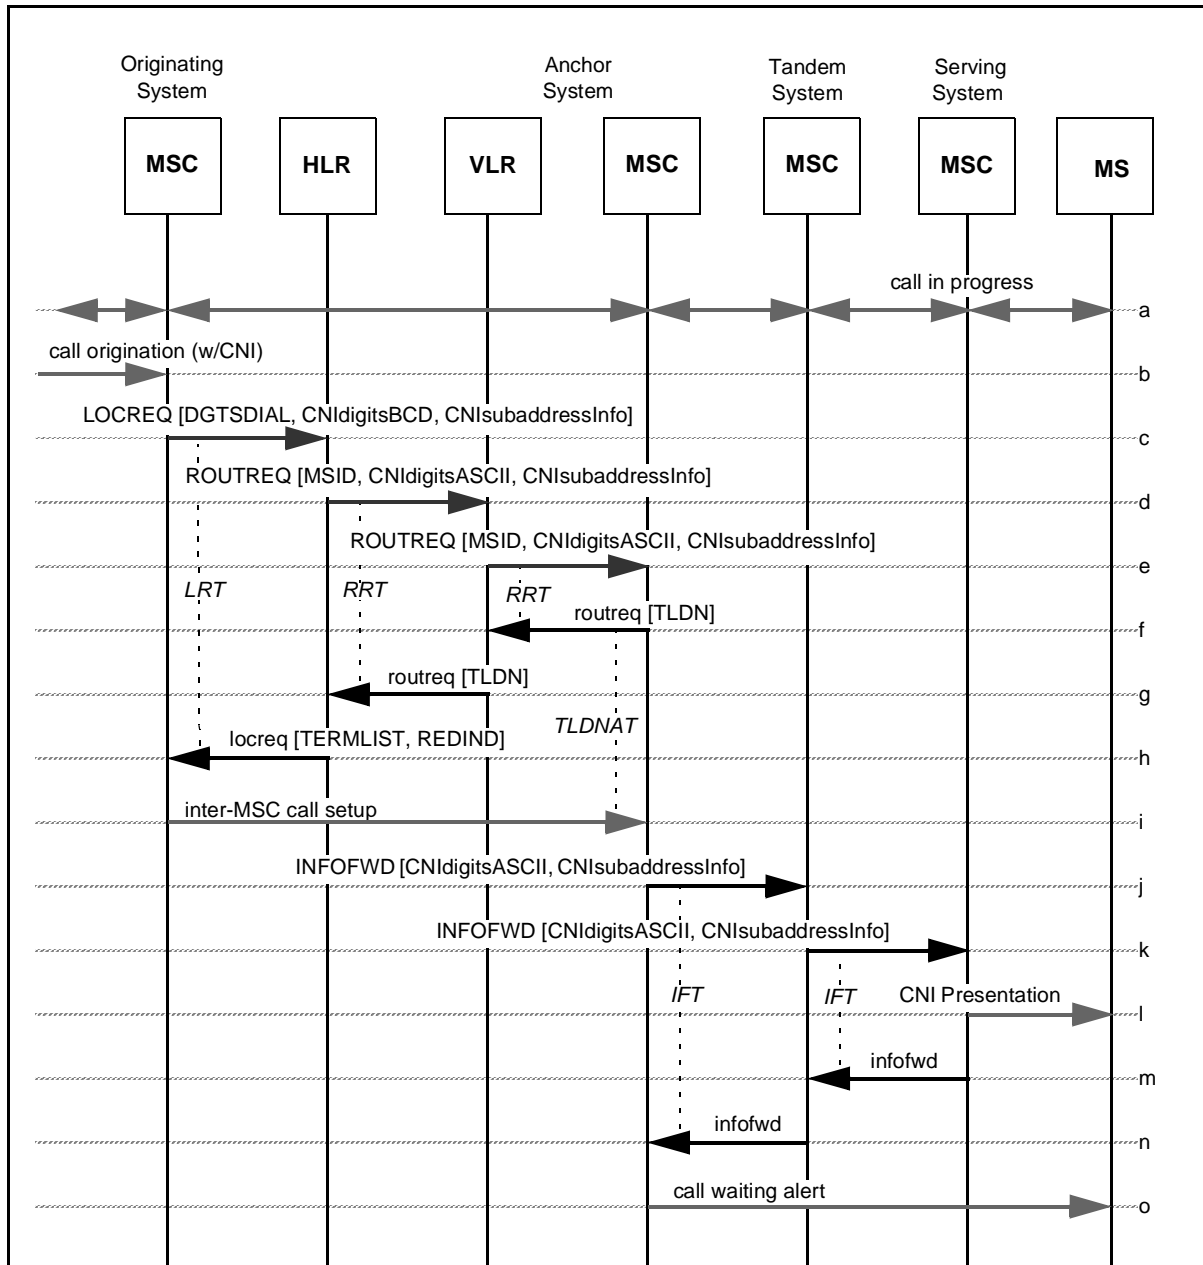 Originating
System
Anchor
System
Tandem
System
Serving
System
MSC
HLR
VLR
MSC
MSC
MSC
MS
call in progress
a
call origination (w/CNI)
b
LOCREQ [DGTSDIAL, CNIdigitsBCD, CNIsubaddressInfo]
c
ROUTREQ [MSID, CNIdigitsASCII, CNIsubaddressInfo]
d
ROUTREQ [MSID, CNIdigitsASCII, CNIsubaddressInfo]
e
LRT
RRT
RRT
routreq [TLDN]
f
routreq [TLDN]
g
TLDNAT
locreq [TERMLIST, REDIND]
h
inter-MSC call setup
i
INFOFWD [CNIdigitsASCII, CNIsubaddressInfo]
j
INFOFWD [CNIdigitsASCII, CNIsubaddressInfo]
k
IFT
IFT
CNI Presentation
l
infofwd
m
infofwd
n
call waiting alert
o